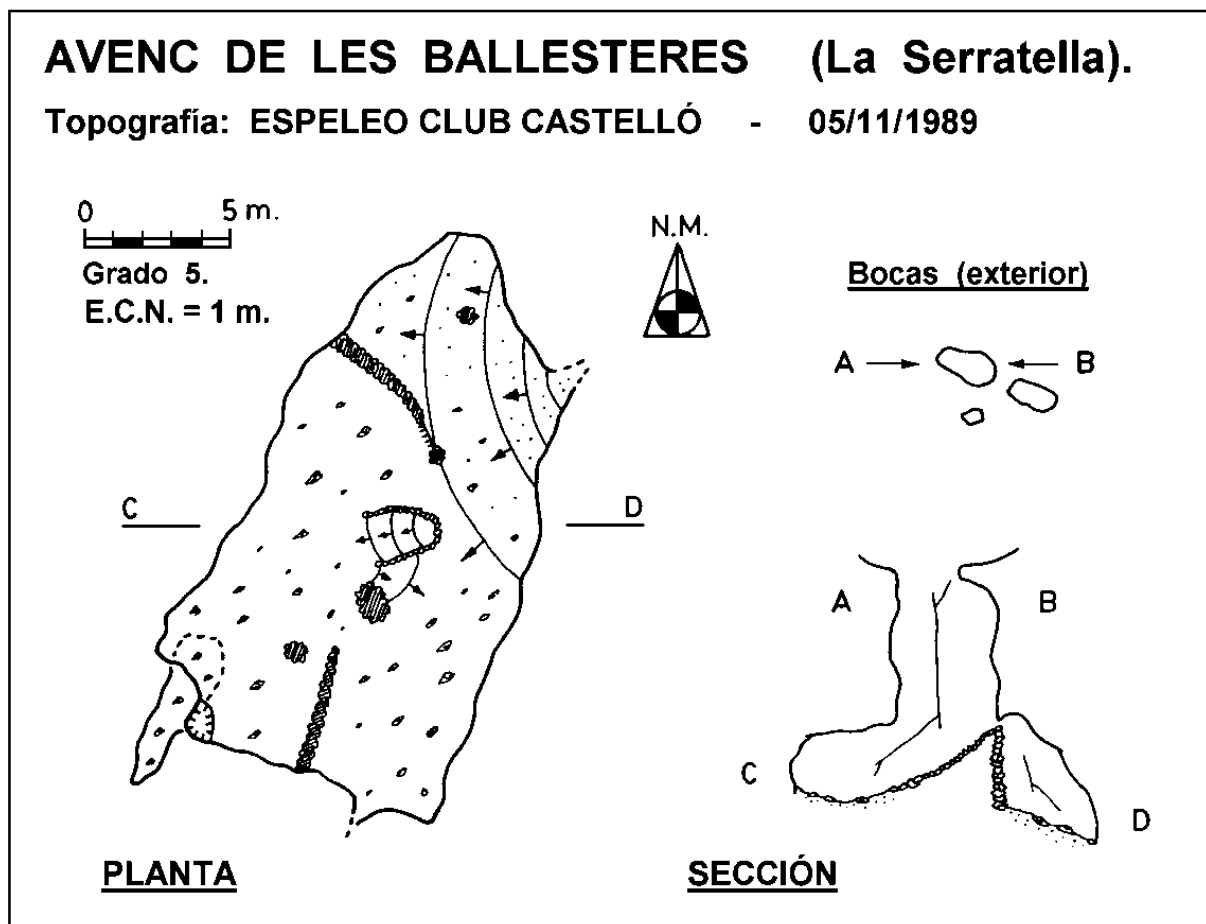 AVENC DE LES BALLESTERES (La Serratella).
Topografía: ESPELEO CLUB CASTELLÓ - 05/11/1989
0 5 m.
Grado 5.
E.C.N. = 1 m.
N.M.
Bocas (exterior)
A B
C D
A B
C D
PLANTA
SECCIÓN